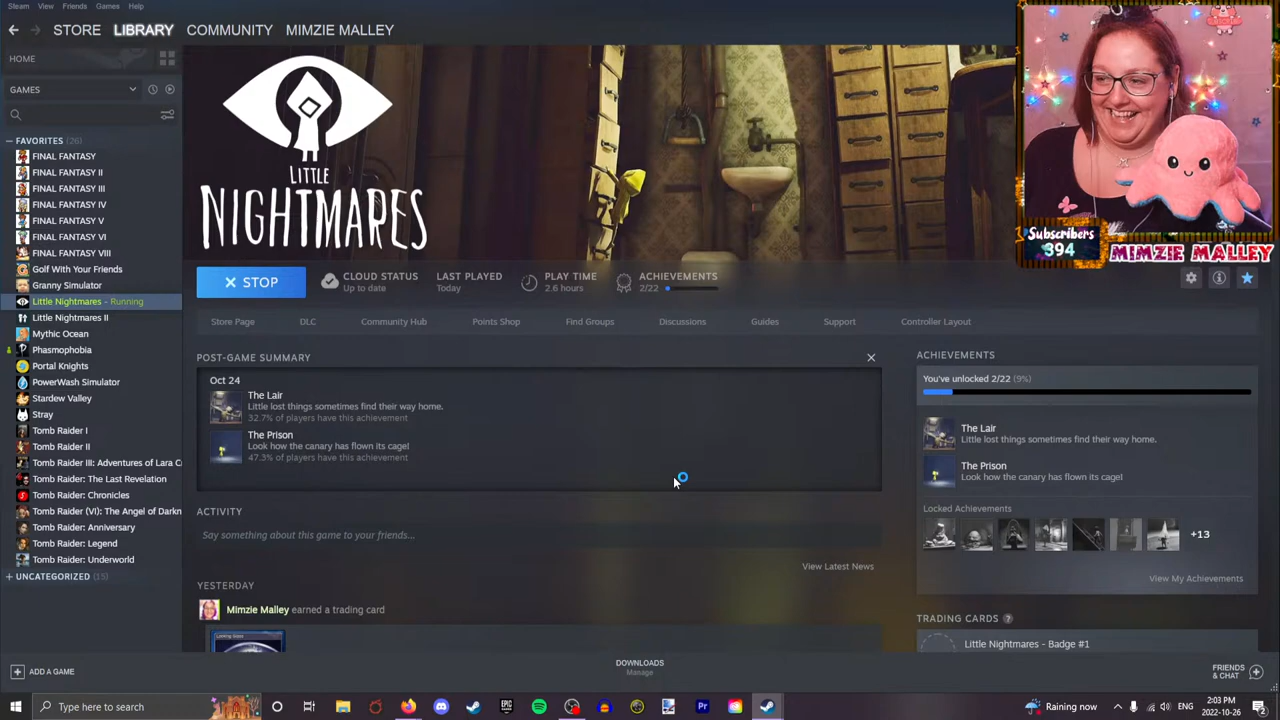 Steam View Friends Games Help
STORE LIBRARY COMMUNITY MIMZIE MALLEY
HOME
GAMES
FAVORITES (26)
FINAL FANTASY
FINAL FANTASY II
FINAL FANTASY III
FINAL FANTASY IV
FINAL FANTASY V
FINAL FANTASY VI
FINAL FANTASY VIII
Golf With Your Friends
Granny Simulator
Little Nightmares - Running
Little Nightmares II
Mythic Ocean
Phasmophobia
Portal Knights
PowerWash Simulator
Stardew Valley
Stray
Tomb Raider I
Tomb Raider II
Tomb Raider III: Adventures of Lara C
Tomb Raider: The Last Revelation
Tomb Raider: Chronicles
Tomb Raider (VI): The Angel of Darkn
Tomb Raider: Anniversary
Tomb Raider: Legend
Tomb Raider: Underworld
UNCATEGORIZED (15)
ADD A GAME
LITTLE
NIGHTMARES
STOP
CLOUD STATUS
Up to date
LAST PLAYED
Today
PLAY TIME
2.6 hours
ACHIEVEMENTS
2/22
Store Page DLC Community Hub Points Shop Find Groups Discussions Guides Support Controller Layout
POST-GAME SUMMARY
Oct 24
The Lair
Little lost things sometimes find their way home.
32.7% of players have this achievement
The Prison
Look how the canary has flown its cage!
47.3% of players have this achievement
ACTIVITY
Say something about this game to your friends...
View Latest News
YESTERDAY
Mimzie Malley earned a trading card
ACHIEVEMENTS
You've unlocked 2/22 (9%)
The Lair
Little lost things sometimes find their way home.
The Prison
Look how the canary has flown its cage!
Locked Achievements
+13
View My Achievements
TRADING CARDS ?
Little Nightmares - Badge #1
DOWNLOADS
Manage
FRIENDS
& CHAT
Subscribers
394
MIMZIE MALLEY
Type here to search
EPIC
Pr
Raining now
2:03 PM
2022-10-26
2